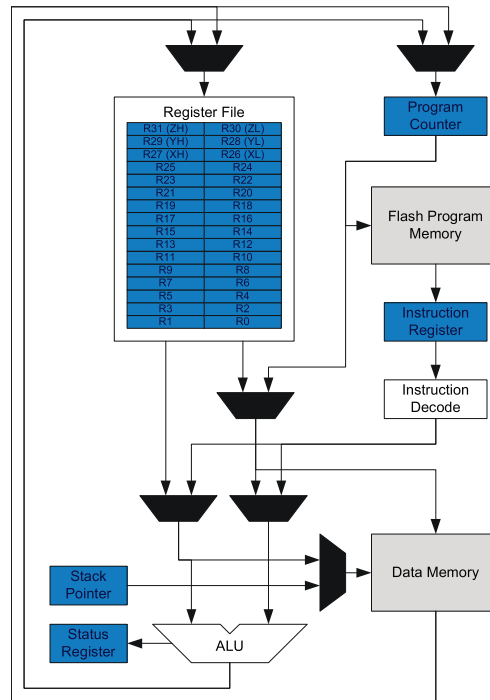 Register File
R31 (ZH) R30 (ZL)
R29 (YH) R28 (YL)
R27 (XH) R26 (XL)
R25 R24
R23 R22
R21 R20
R19 R18
R17 R16
R15 R14
R13 R12
R11 R10
R9 R8
R7 R6
R5 R4
R3 R2
R1 R0
Program
Counter
Flash Program
Memory
Instruction
Register
Instruction
Decode
Stack
Pointer
Data Memory
Status
Register
ALU